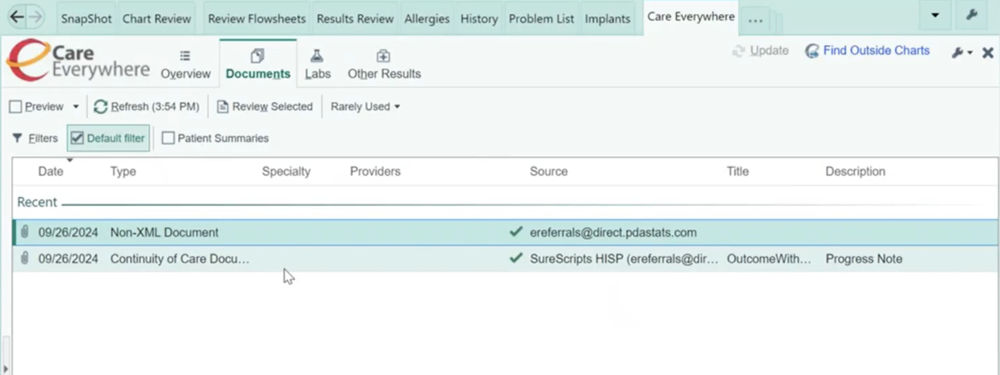 SnapShot Chart Review Review Flowsheets Results Review Allergies History Problem List Implants Care Everywhere ...
Care Everywhere
Overview Documents Labs Other Results
Update Find Outside Charts
Preview Refresh (3:54 PM) Review Selected Rarely Used
Filters Default filter Patient Summaries
Date Type Specialty Providers Source Title Description
Recent
09/26/2024 Non-XML Document ereferrals@direct.pdastats.com
09/26/2024 Continuity of Care Docu... SureScripts HISP (ereferrals@dir... OutcomeWith... Progress Note